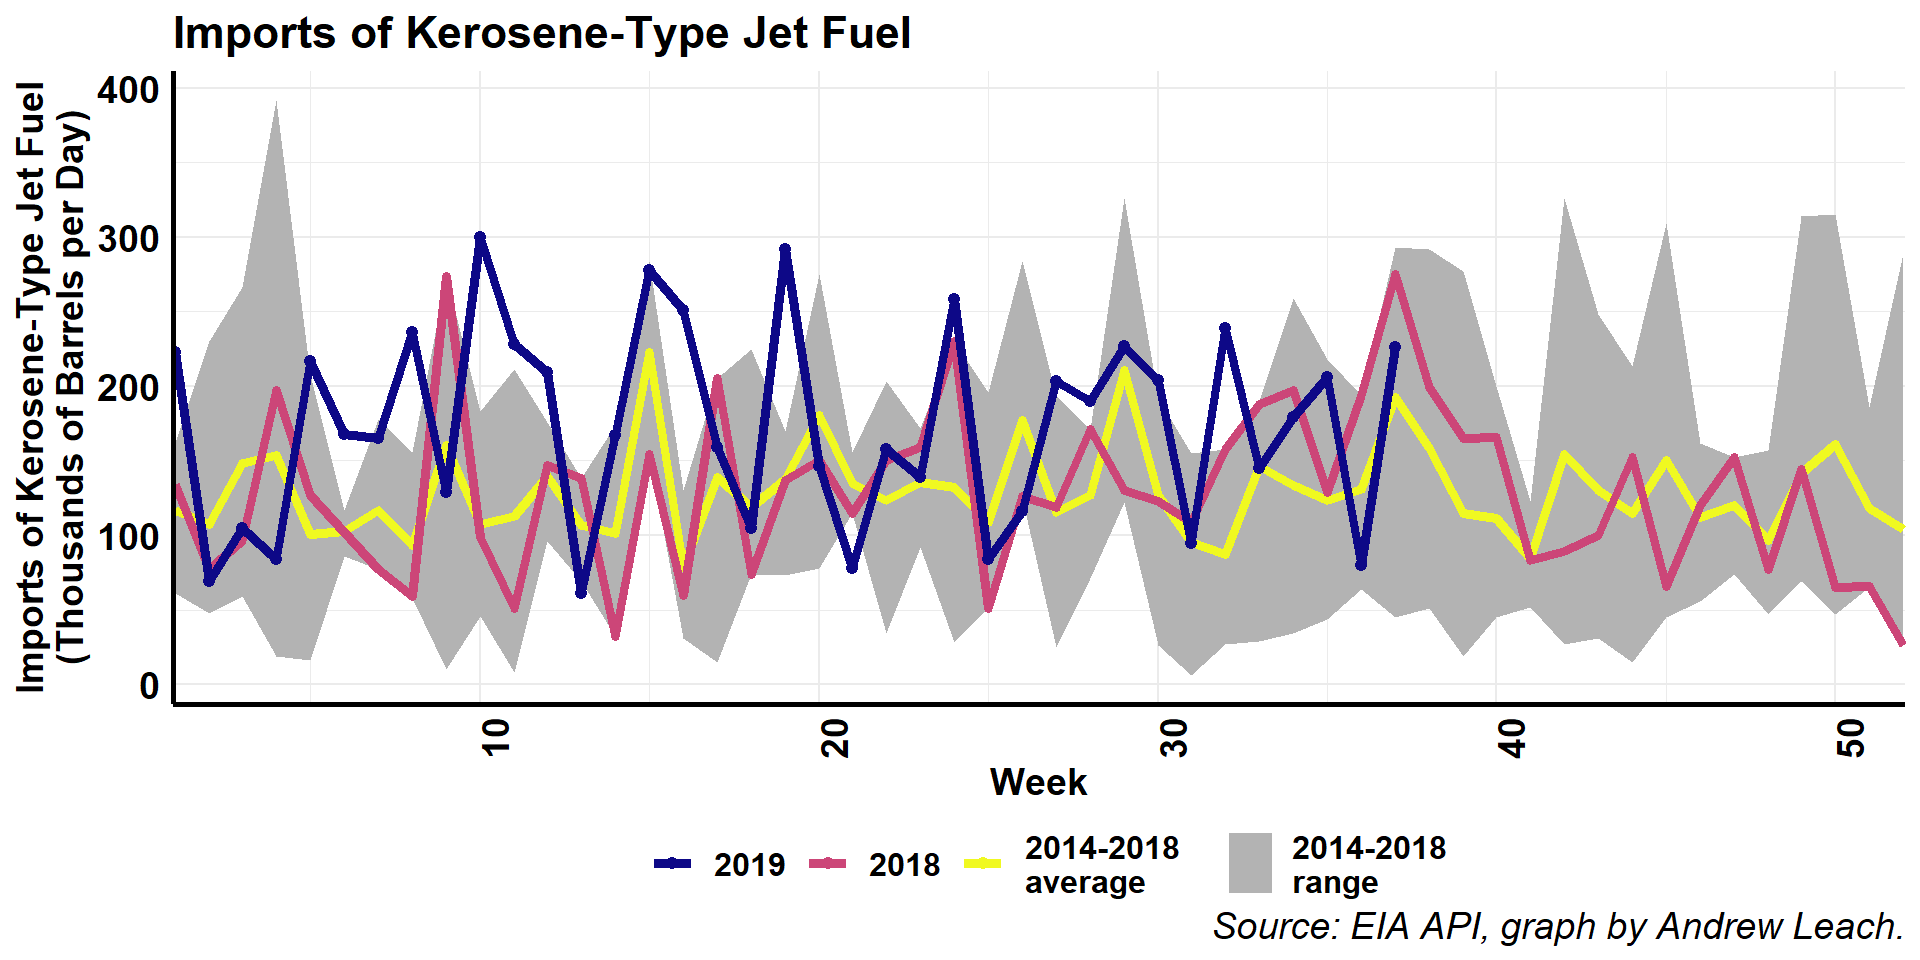 Imports of Kerosene-Type Jet Fuel
Imports of Kerosene-Type Jet Fuel
(Thousands of Barrels per Day)
400
300
200
100
0
10
20
30
40
50
Week
2019
2018
2014-2018
average
2014-2018
range
Source: EIA API, graph by Andrew Leach.